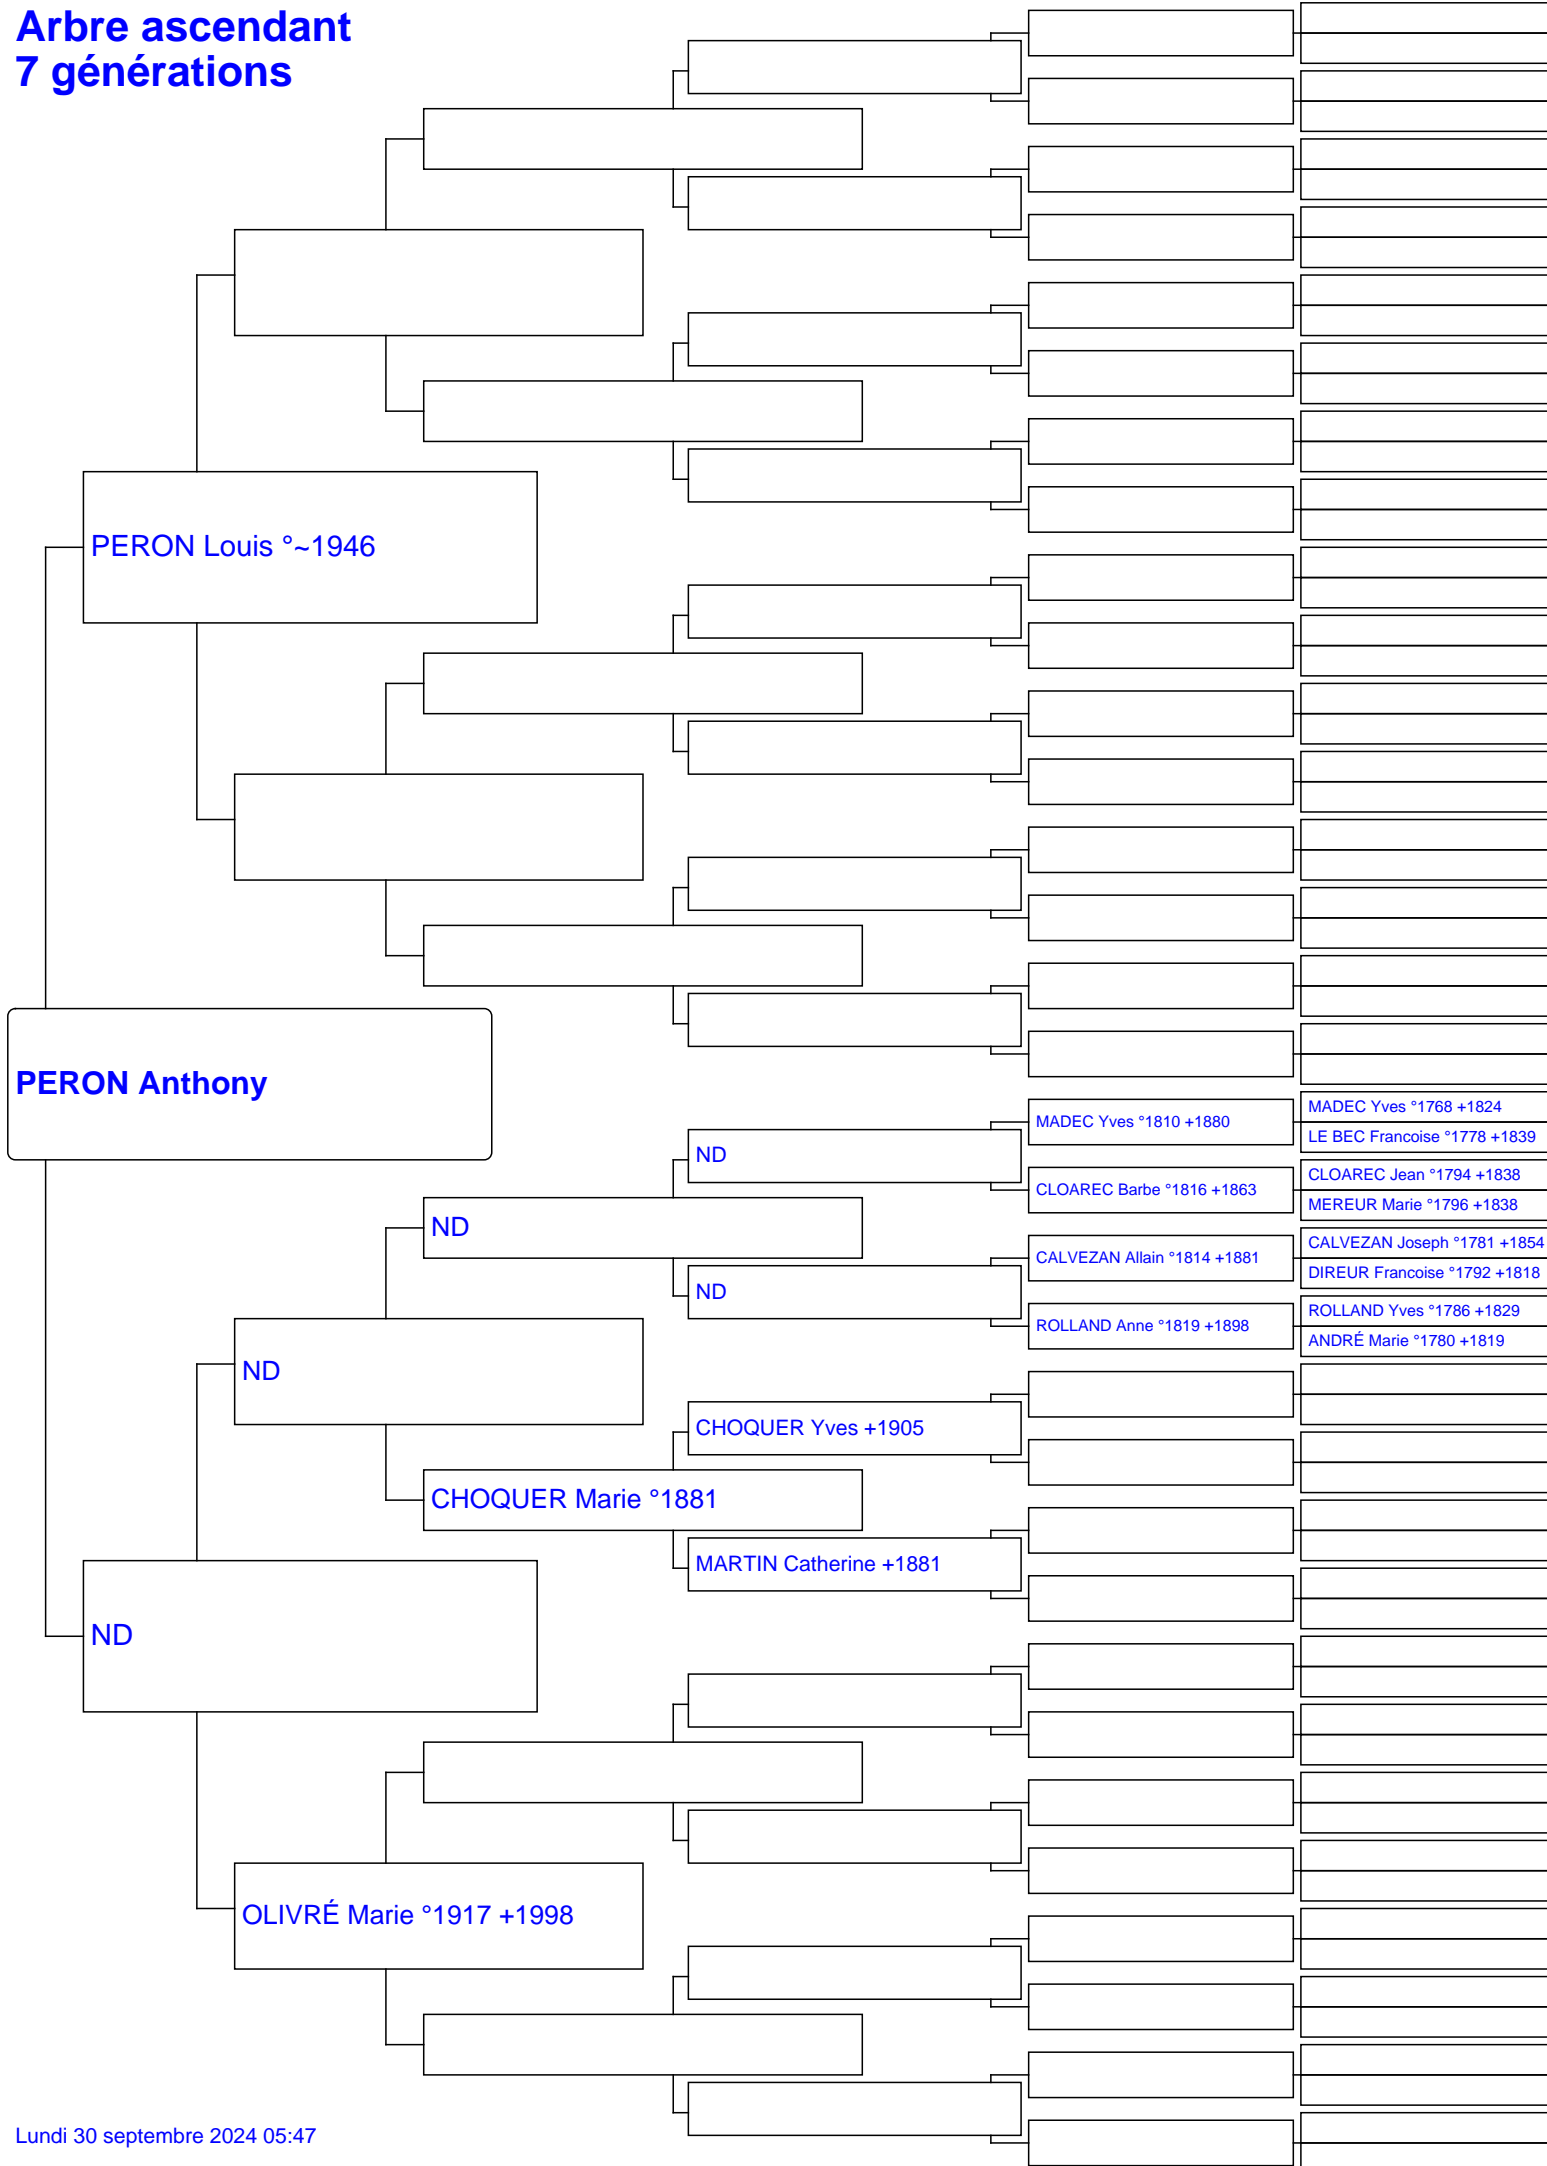 Arbre ascendant
7 générations
PERON Louis °~1946
PERON Anthony
MADEC Yves °1810 +1880
MADEC Yves °1768 +1824
LE BEC Francoise °1778 +1839
ND
CLOAREC Barbe °1816 +1863
CLOAREC Jean °1794 +1838
MEREUR Marie °1796 +1838
ND
CALVEZAN Allain °1814 +1881
CALVEZAN Joseph °1781 +1854
DIREUR Francoise °1792 +1818
ND
ROLLAND Anne °1819 +1898
ROLLAND Yves °1786 +1829
ANDRÉ Marie °1780 +1819
ND
CHOQUER Yves +1905
CHOQUER Marie °1881
MARTIN Catherine +1881
ND
OLIVRÉ Marie °1917 +1998
Lundi 30 septembre 2024 05:47